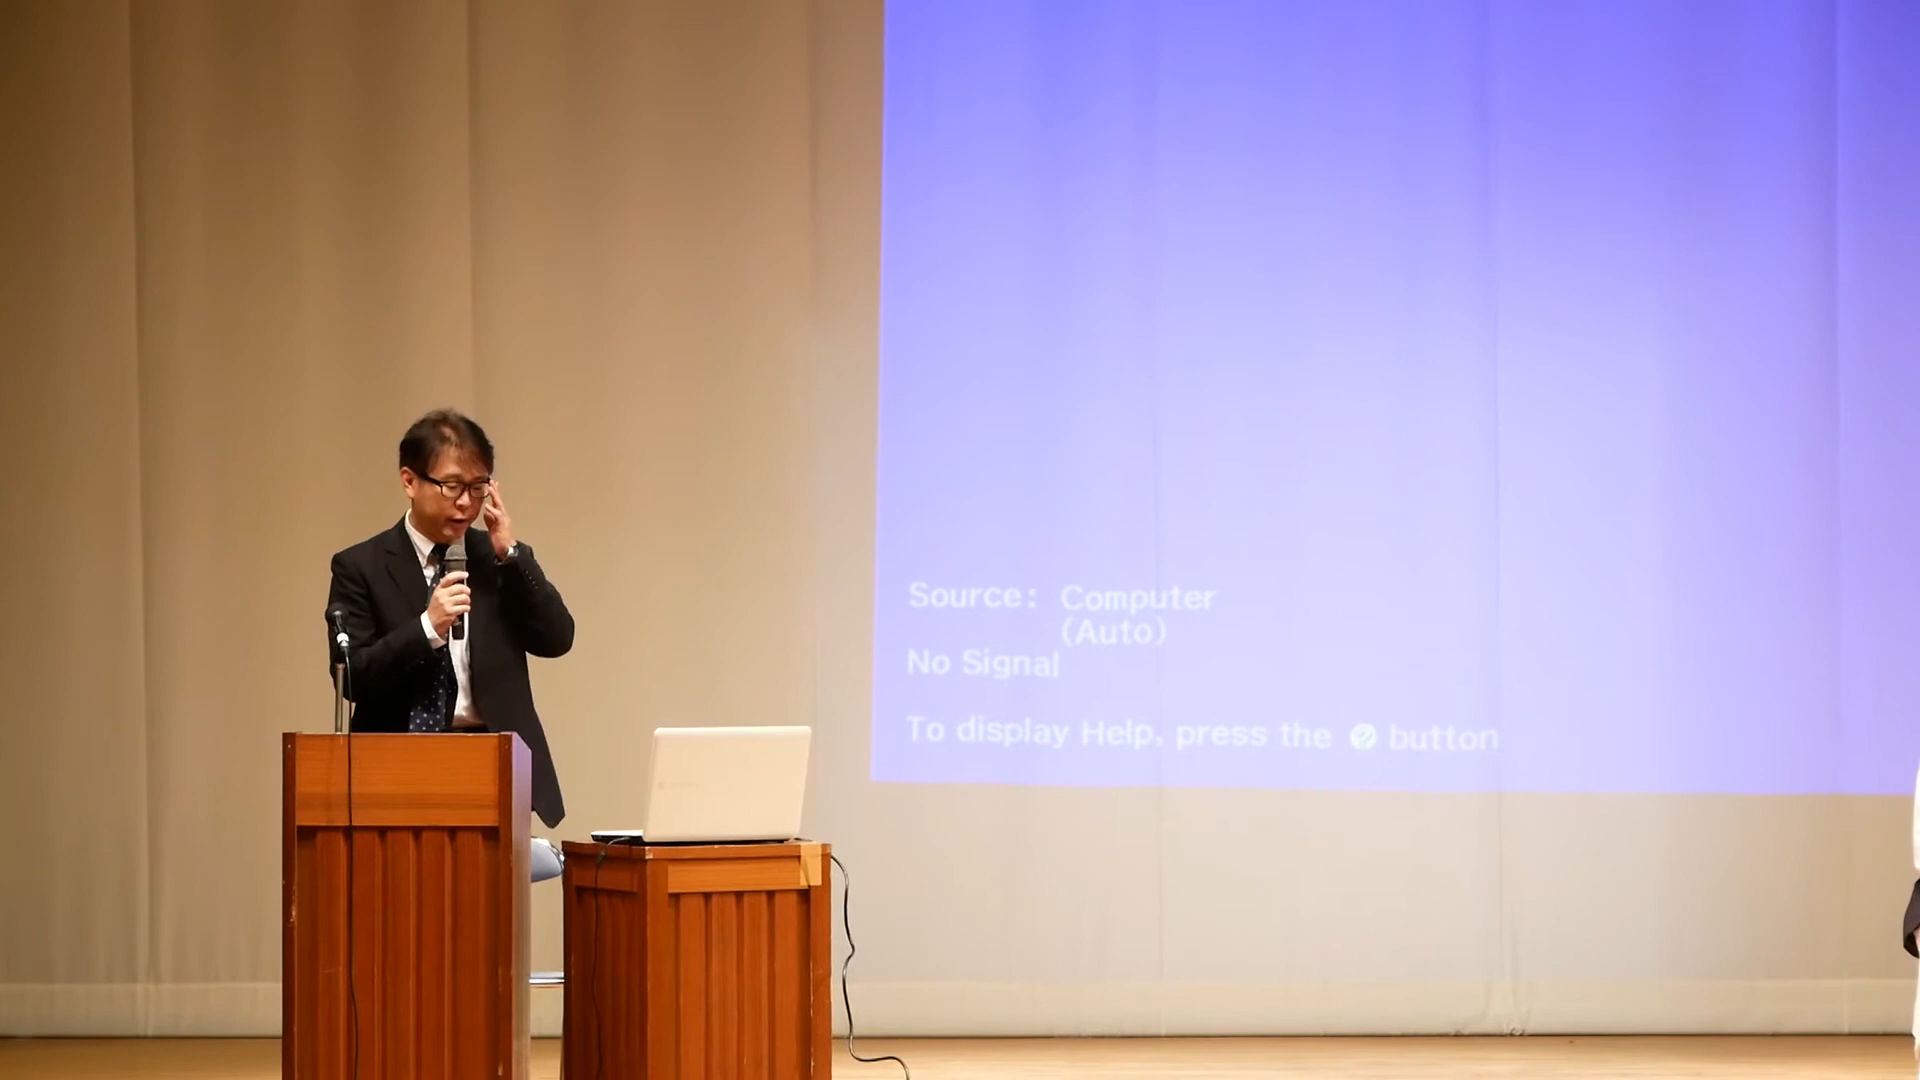 Source: Computer
(Auto)
No Signal
To display Help, press the button